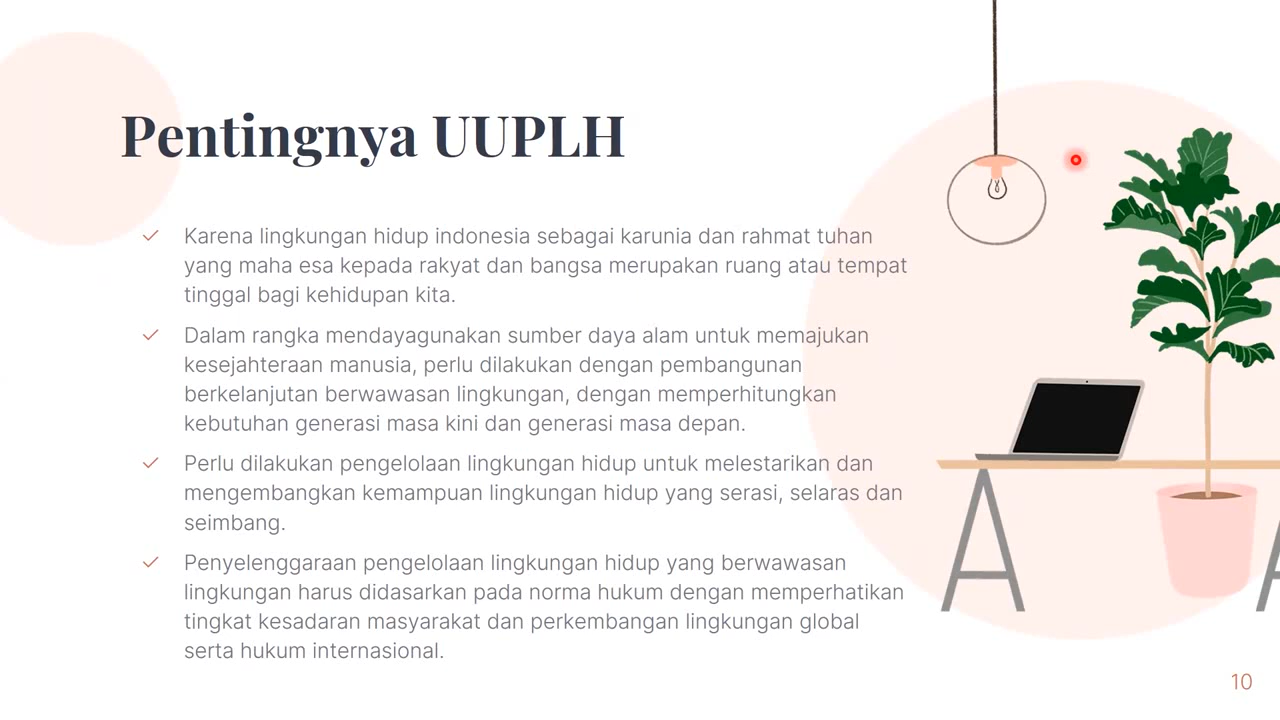 Pentingnya UUPLH
Karena lingkungan hidup indonesia sebagai karunia dan rahmat tuhan
yang maha esa kepada rakyat dan bangsa merupakan ruang atau tempat
tinggal bagi kehidupan kita.
Dalam rangka mendayagunakan sumber daya alam untuk memajukan
kesejahteraan manusia, perlu dilakukan dengan pembangunan
berkelanjutan berwawasan lingkungan, dengan memperhitungkan
kebutuhan generasi masa kini dan generasi masa depan.
Perlu dilakukan pengelolaan lingkungan hidup untuk melestarikan dan
mengembangkan kemampuan lingkungan hidup yang serasi, selaras dan
seimbang.
Penyelenggaraan pengelolaan lingkungan hidup yang berwawasan
lingkungan harus didasarkan pada norma hukum dengan memperhatikan
tingkat kesadaran masyarakat dan perkembangan lingkungan global
serta hukum internasional.
10